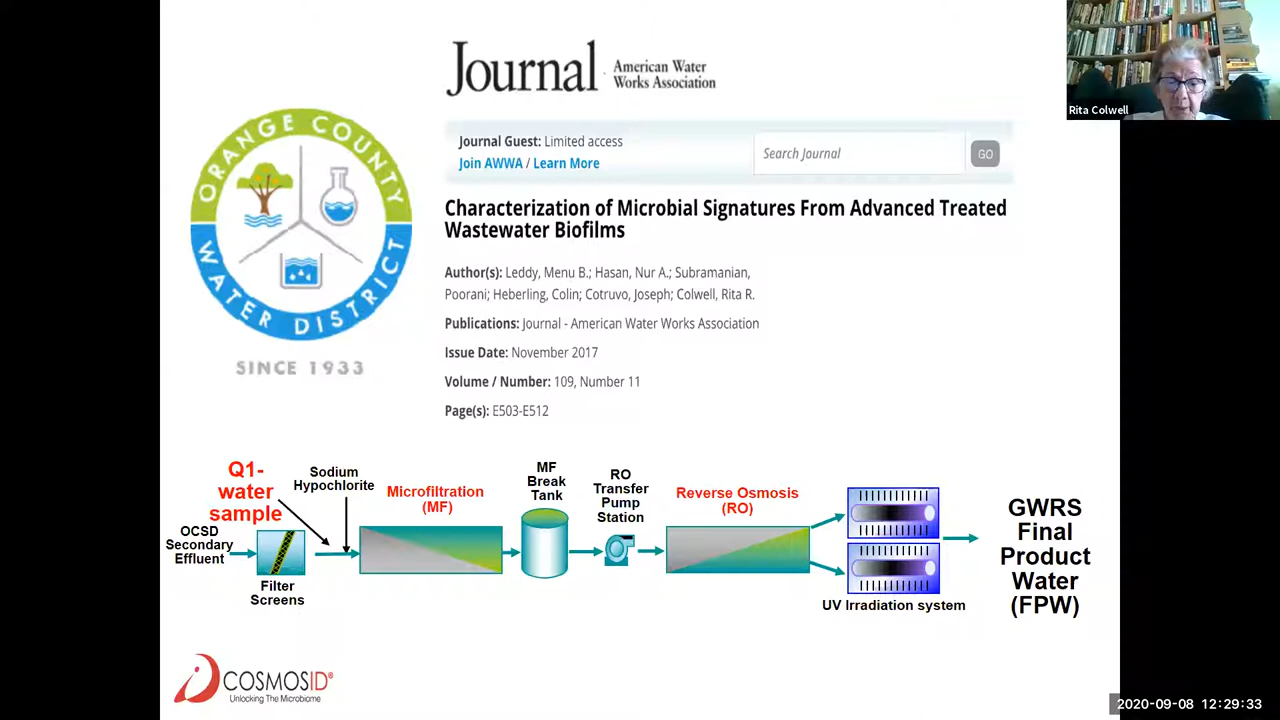 Journal
American Water
Works Association
Rita Colwell
ORANGE COUNTY
WATER DISTRICT
SINCE 1933
Journal Guest: Limited access
Join AWWA / Learn More
Search Journal
GO
Characterization of Microbial Signatures From Advanced Treated
Wastewater Biofilms
Author(s): Leddy, Menu B.; Hasan, Nur A.; Subramanian,
Poorani; Heberling, Colin; Cotruvo, Joseph; Colwell, Rita R.
Publications: Journal - American Water Works Association
Issue Date: November 2017
Volume / Number: 109, Number 11
Page(s): E503-E512
Q1-
water
sample
Sodium
Hypochlorite
Microfiltration
(MF)
MF
Break
Tank
RO
Transfer
Pump
Station
Reverse Osmosis
(RO)
OCSD
Secondary
Effluent
Filter
Screens
UV Irradiation system
GWRS
Final
Product
Water
(FPW)
COSMOSID®
Unlocking The Microbiome
2020-09-08 12:29:33